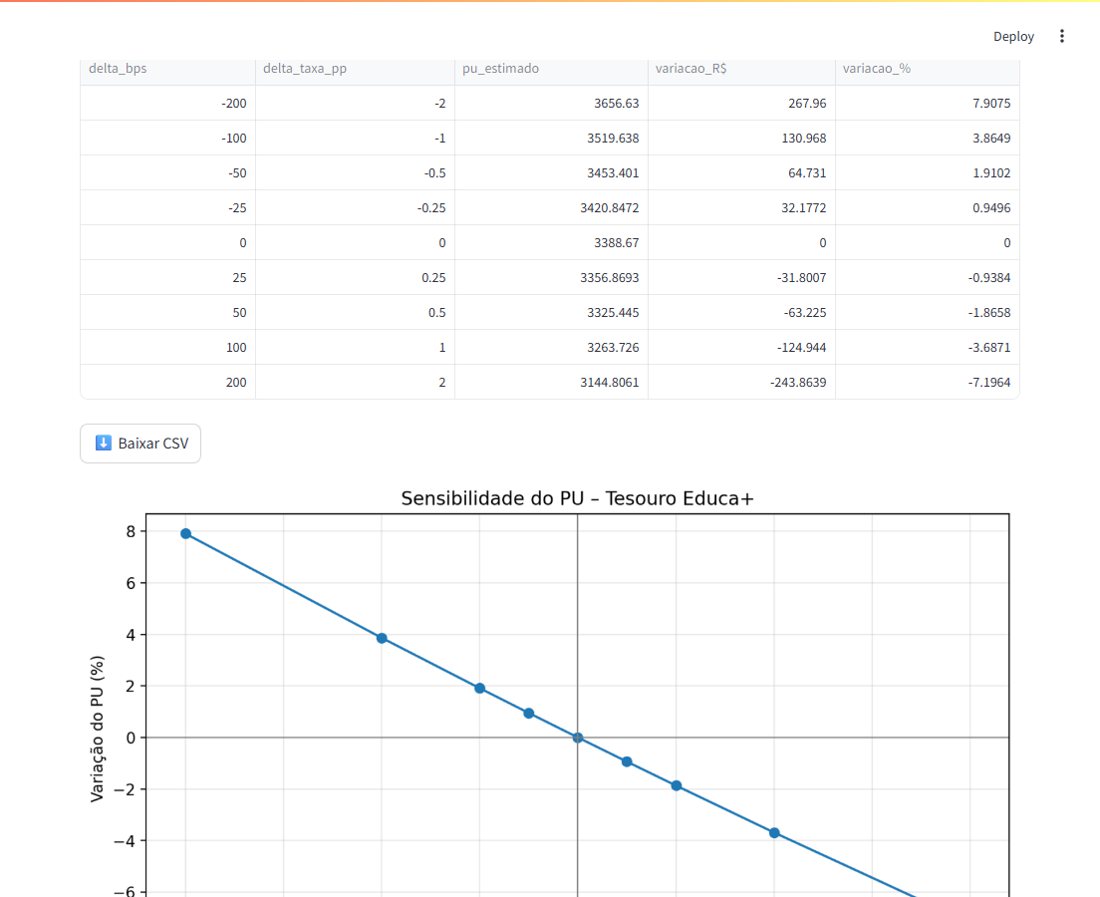 Deploy
delta_bps delta_taxa_pp pu_estimado variacao_R$ variacao_%
-200 -2 3656.63 267.96 7.9075
-100 -1 3519.638 130.968 3.8649
-50 -0.5 3453.401 64.731 1.9102
-25 -0.25 3420.8472 32.1772 0.9496
0 0 3388.67 0 0
25 0.25 3356.8693 -31.8007 -0.9384
50 0.5 3325.445 -63.225 -1.8658
100 1 3263.726 -124.944 -3.6871
200 2 3144.8061 -243.8639 -7.1964
Baixar CSV
Sensibilidade do PU – Tesouro Educa+
Variação do PU (%)
8
6
4
2
0
−2
−4
−6